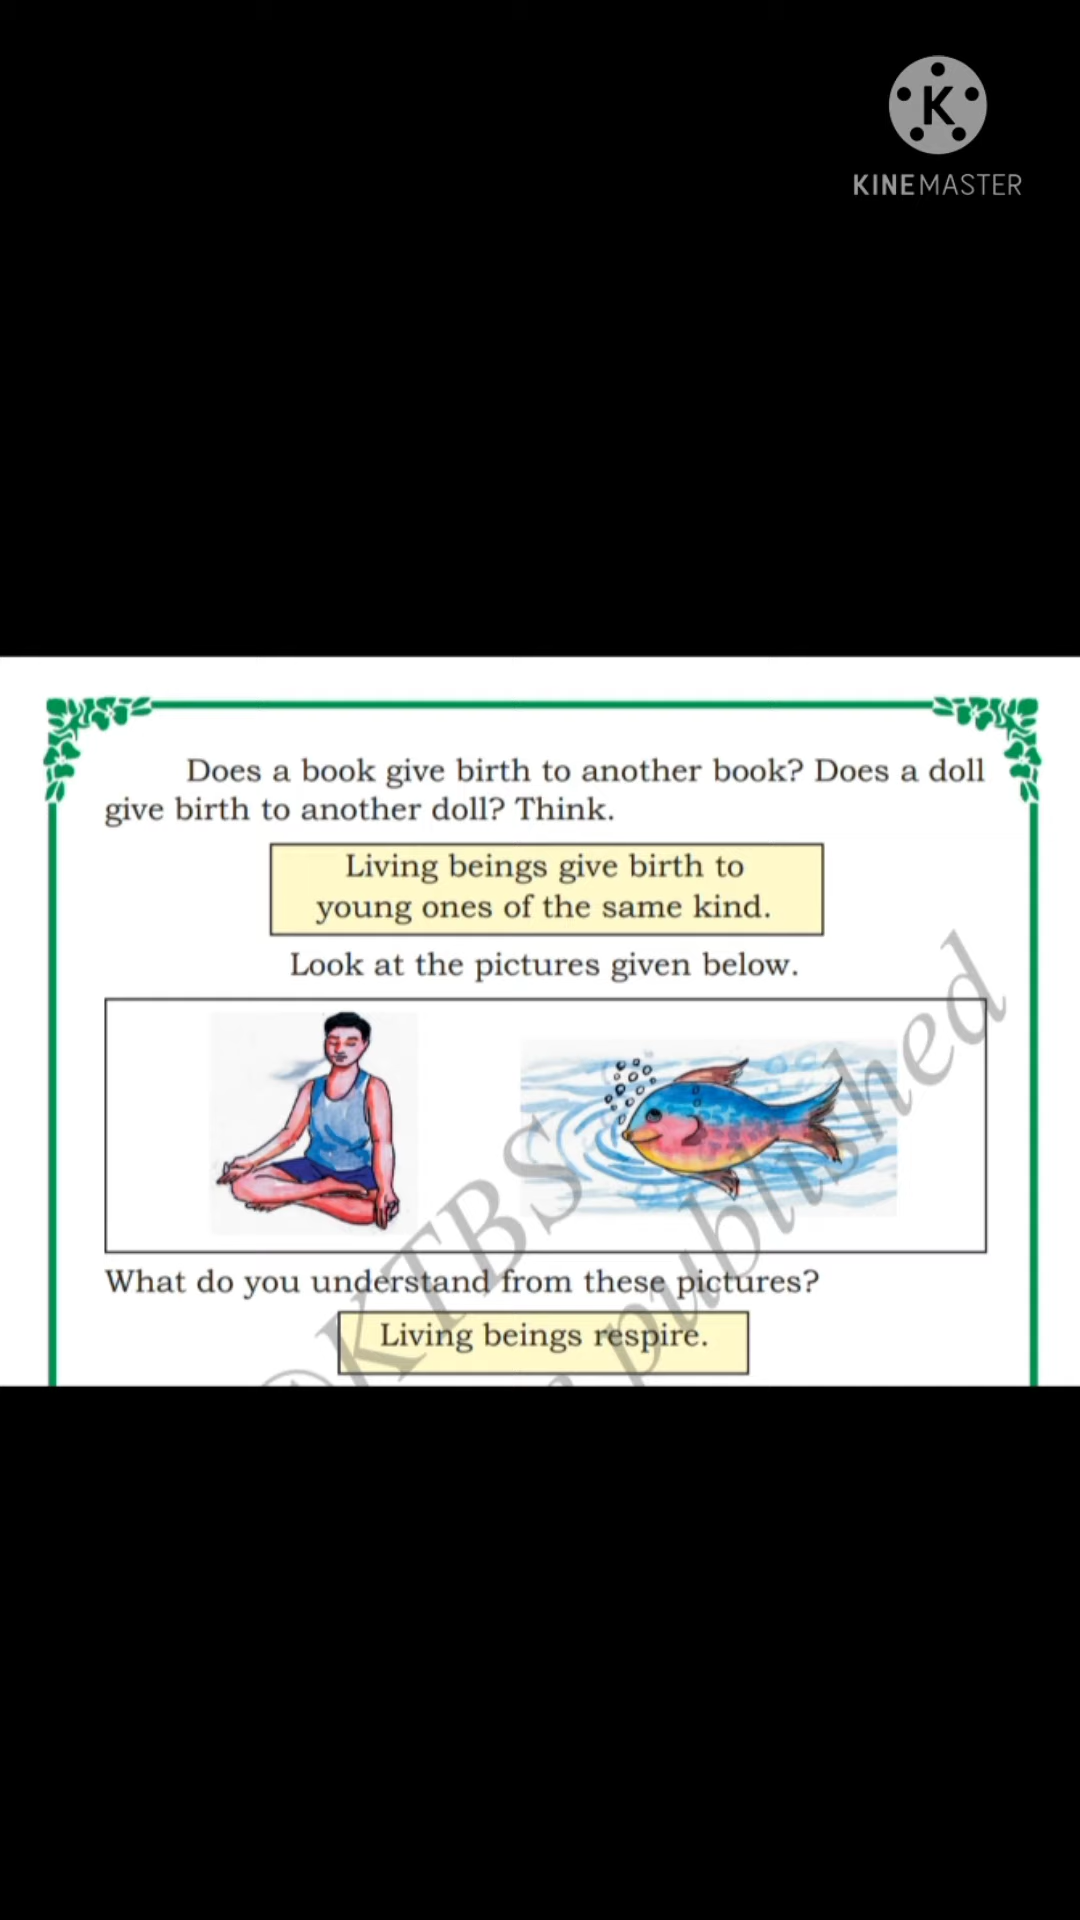 K
KINEMASTER
Does a book give birth to another book? Does a doll
give birth to another doll? Think.
Living beings give birth to
young ones of the same kind.
Look at the pictures given below.
What do you understand from these pictures?
Living beings respire.
©KTBS
published